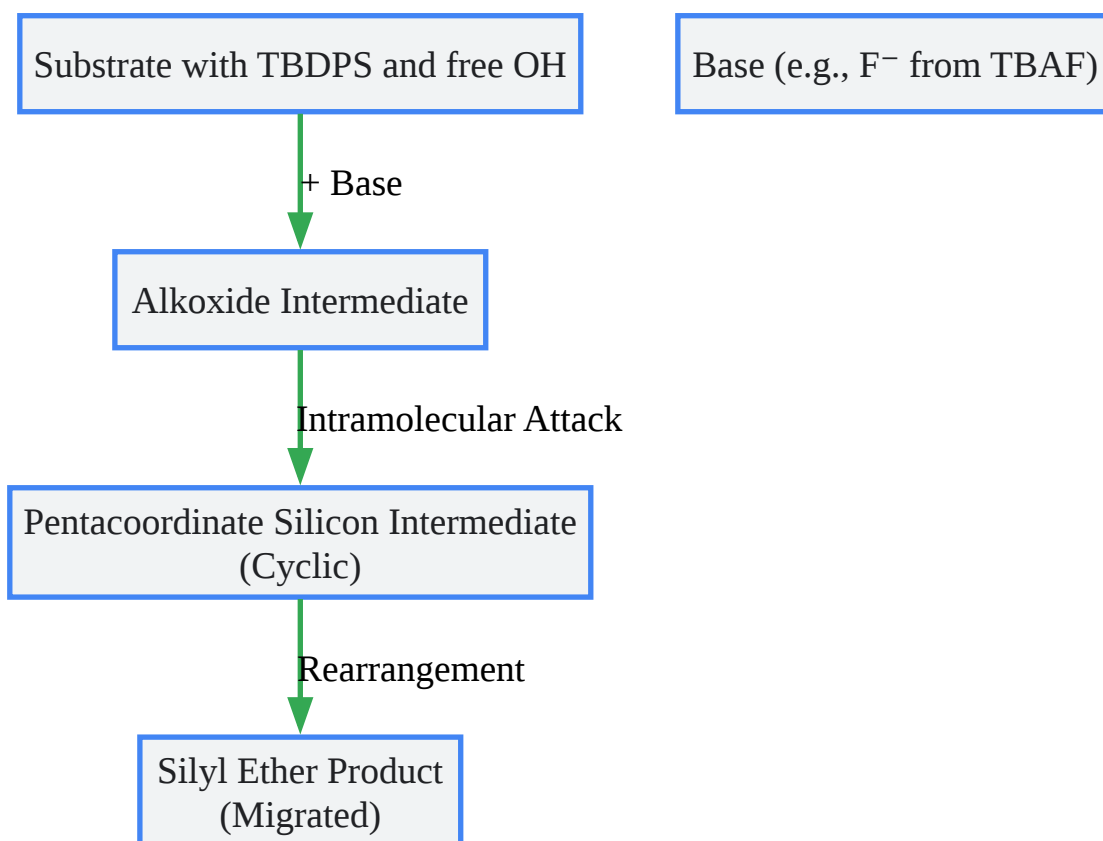 Substrate with TBDPS and free OH
Base (e.g., F⁻ from TBAF)
+ Base
Alkoxide Intermediate
Intramolecular Attack
Pentacoordinate Silicon Intermediate
(Cyclic)
Rearrangement
Silyl Ether Product
(Migrated)